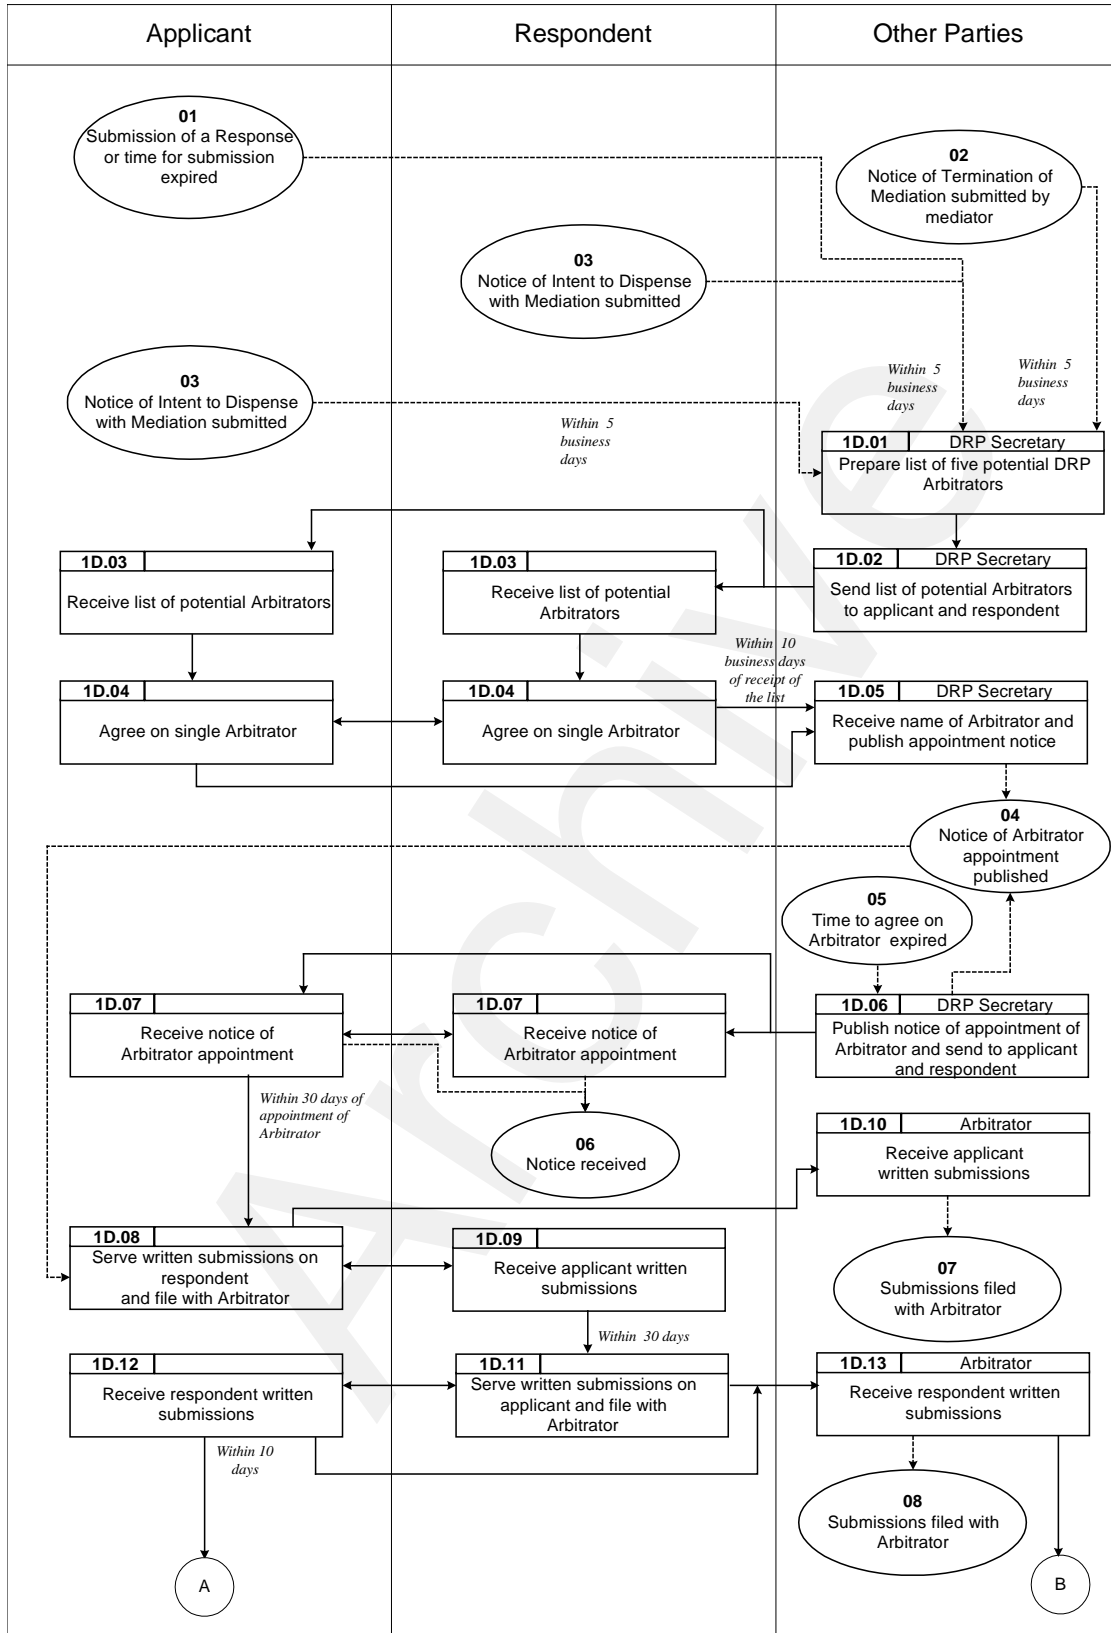 Applicant
Respondent
Other Parties
01
Submission of a Response
or time for submission
expired
02
Notice of Termination of
Mediation submitted by
mediator
03
Notice of Intent to Dispense
with Mediation submitted
03
Notice of Intent to Dispense
with Mediation submitted
Within 5
business
days
Within 5
business
days
Within 5
business
days
1D.01 DRP Secretary
Prepare list of five potential DRP
Arbitrators
1D.03
Receive list of potential Arbitrators
1D.03
Receive list of potential
Arbitrators
1D.02 DRP Secretary
Send list of potential Arbitrators
to applicant and respondent
Within 10
business days
of receipt of
the list
1D.04
Agree on single Arbitrator
1D.04
Agree on single Arbitrator
1D.05 DRP Secretary
Receive name of Arbitrator and
publish appointment notice
04
Notice of Arbitrator
appointment
published
05
Time to agree on
Arbitrator expired
1D.07
Receive notice of
Arbitrator appointment
1D.07
Receive notice of
Arbitrator appointment
1D.06 DRP Secretary
Publish notice of appointment of
Arbitrator and send to applicant
and respondent
Within 30 days of
appointment of
Arbitrator
06
Notice received
1D.10 Arbitrator
Receive applicant
written submissions
1D.08
Serve written submissions on
respondent
and file with Arbitrator
1D.09
Receive applicant written
submissions
07
Submissions filed
with Arbitrator
Within 30 days
1D.12
Receive respondent written
submissions
1D.11
Serve written submissions on
applicant and file with
Arbitrator
1D.13 Arbitrator
Receive respondent written
submissions
Within 10
days
08
Submissions filed with
Arbitrator
A
B
Archive